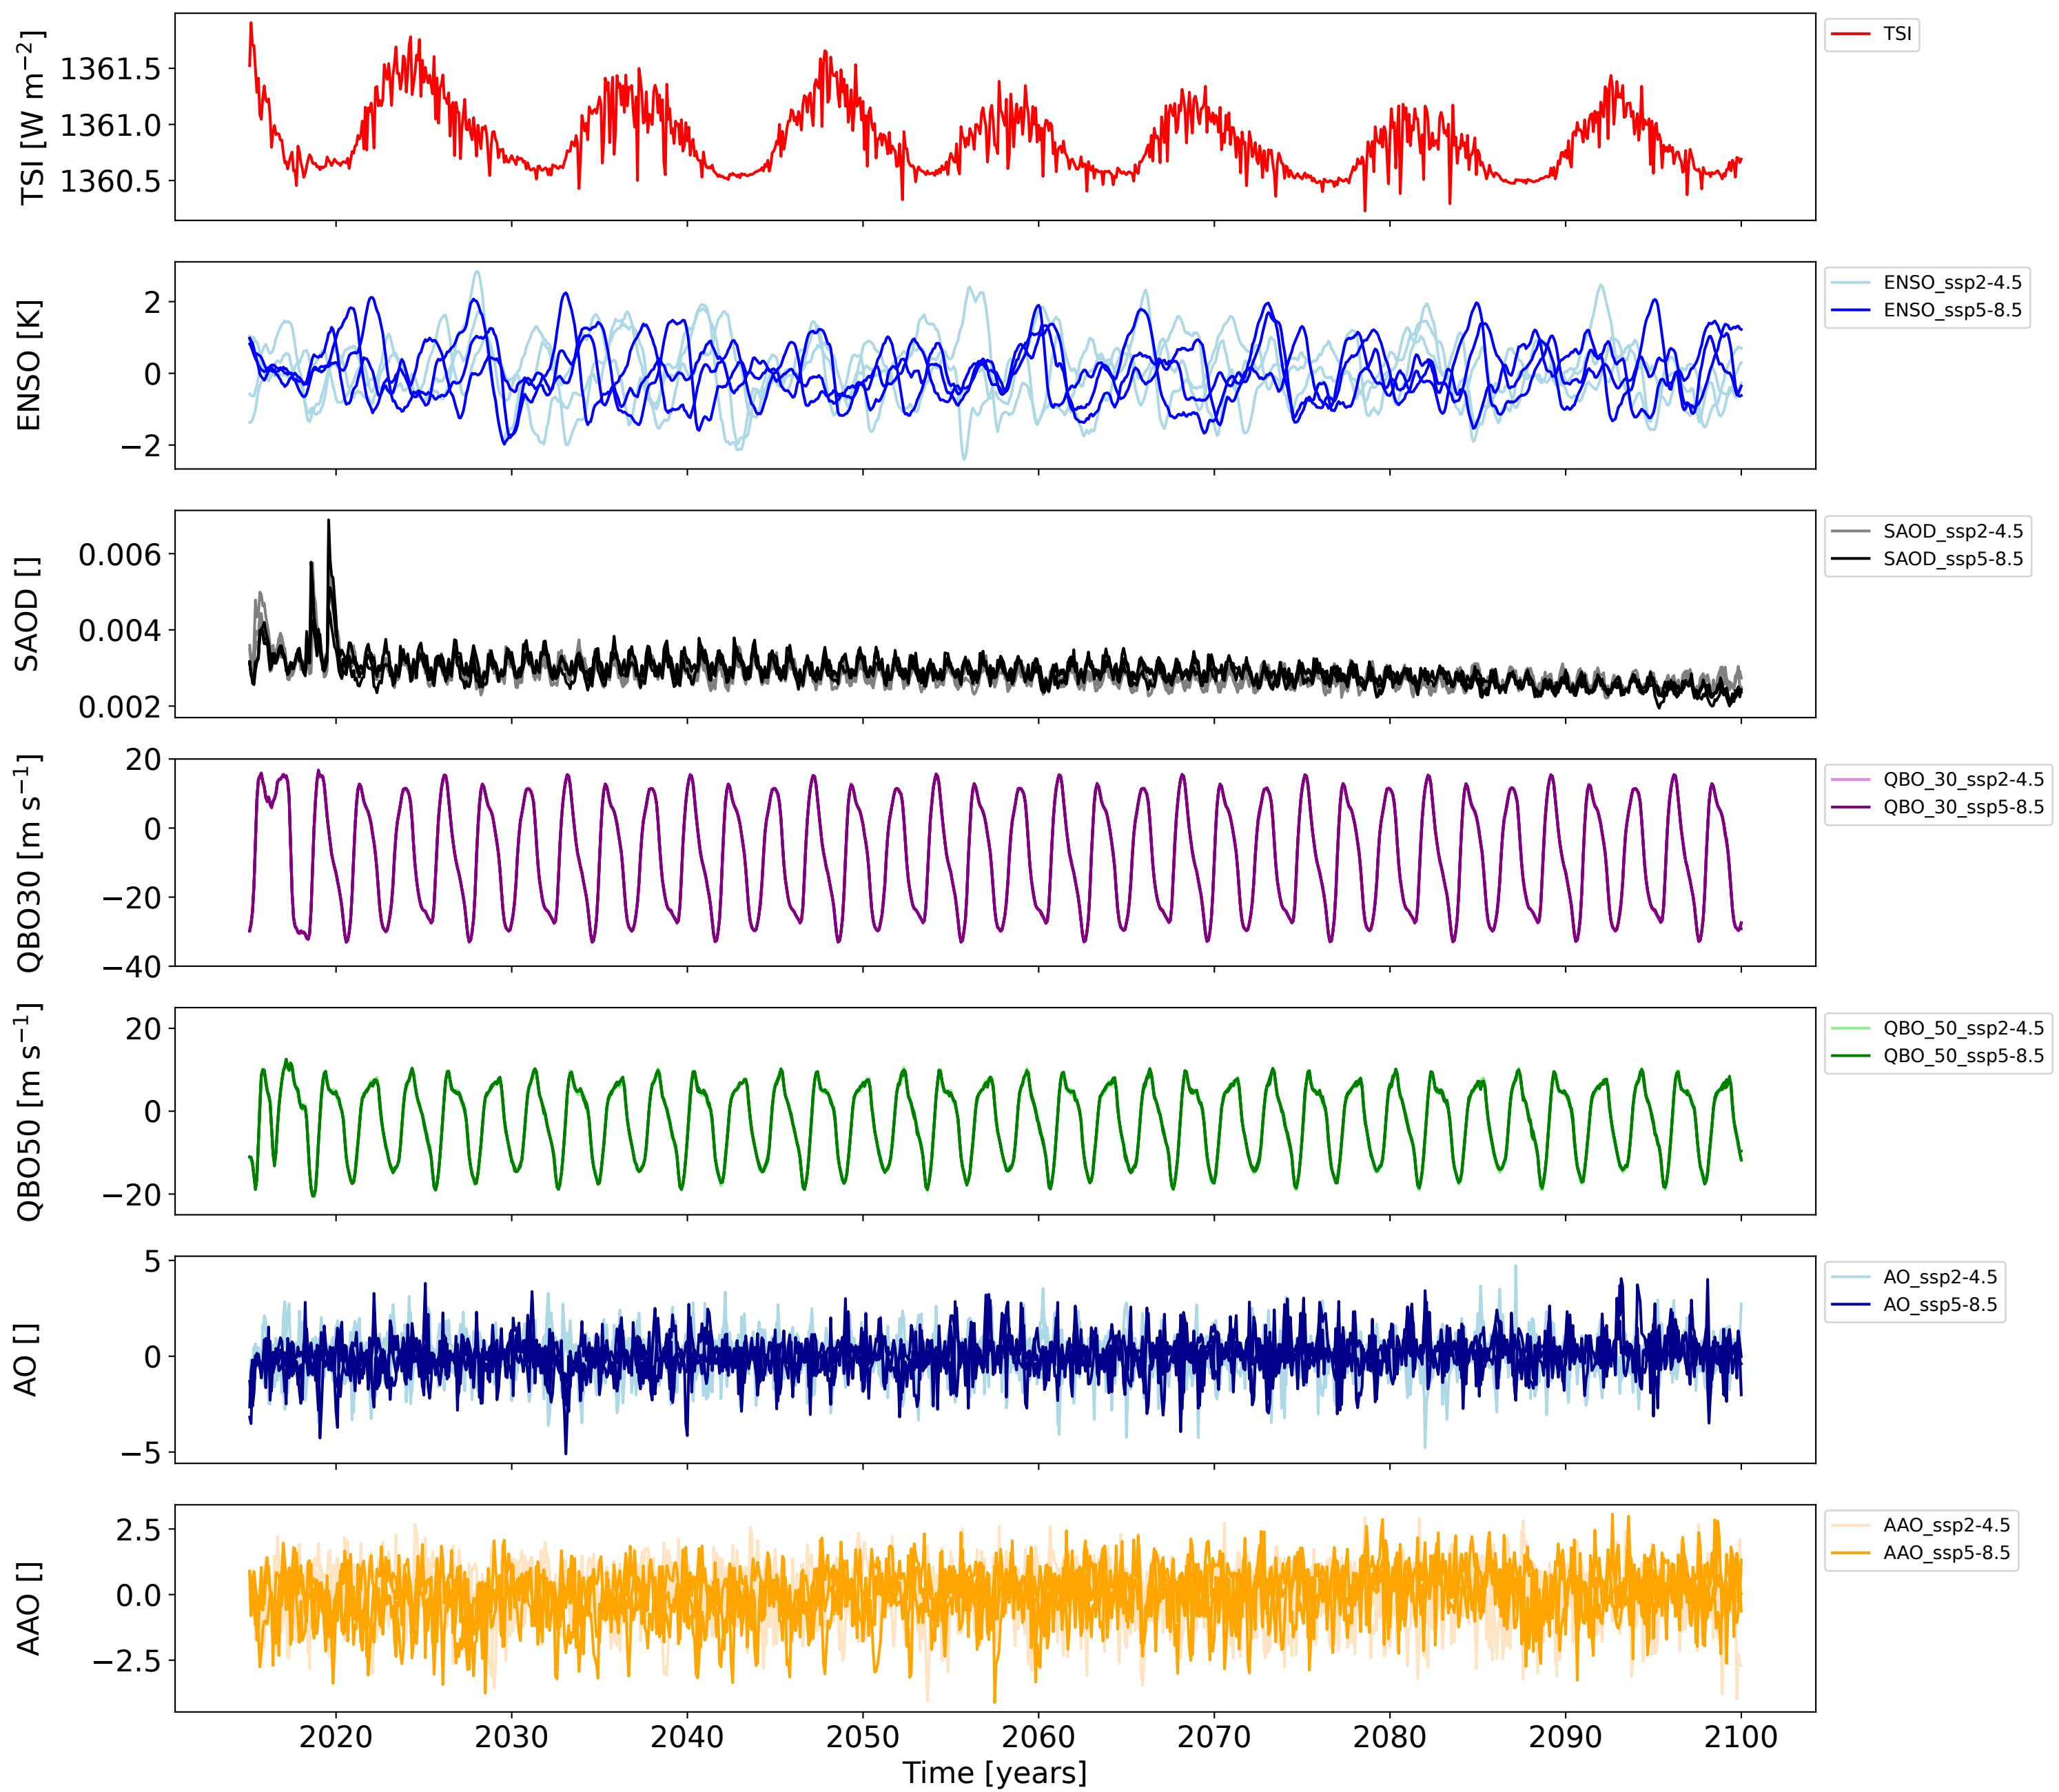 TSI [W m⁻²]
1361.5
1361.0
1360.5
TSI
ENSO [K]
2
0
−2
ENSO_ssp2-4.5
ENSO_ssp5-8.5
SAOD []
0.006
0.004
0.002
SAOD_ssp2-4.5
SAOD_ssp5-8.5
QBO30 [m s⁻¹]
20
0
−20
−40
QBO_30_ssp2-4.5
QBO_30_ssp5-8.5
QBO50 [m s⁻¹]
20
0
−20
QBO_50_ssp2-4.5
QBO_50_ssp5-8.5
AO []
5
0
−5
AO_ssp2-4.5
AO_ssp5-8.5
AAO []
2.5
0.0
−2.5
AAO_ssp2-4.5
AAO_ssp5-8.5
2020 2030 2040 2050 2060 2070 2080 2090 2100
Time [years]